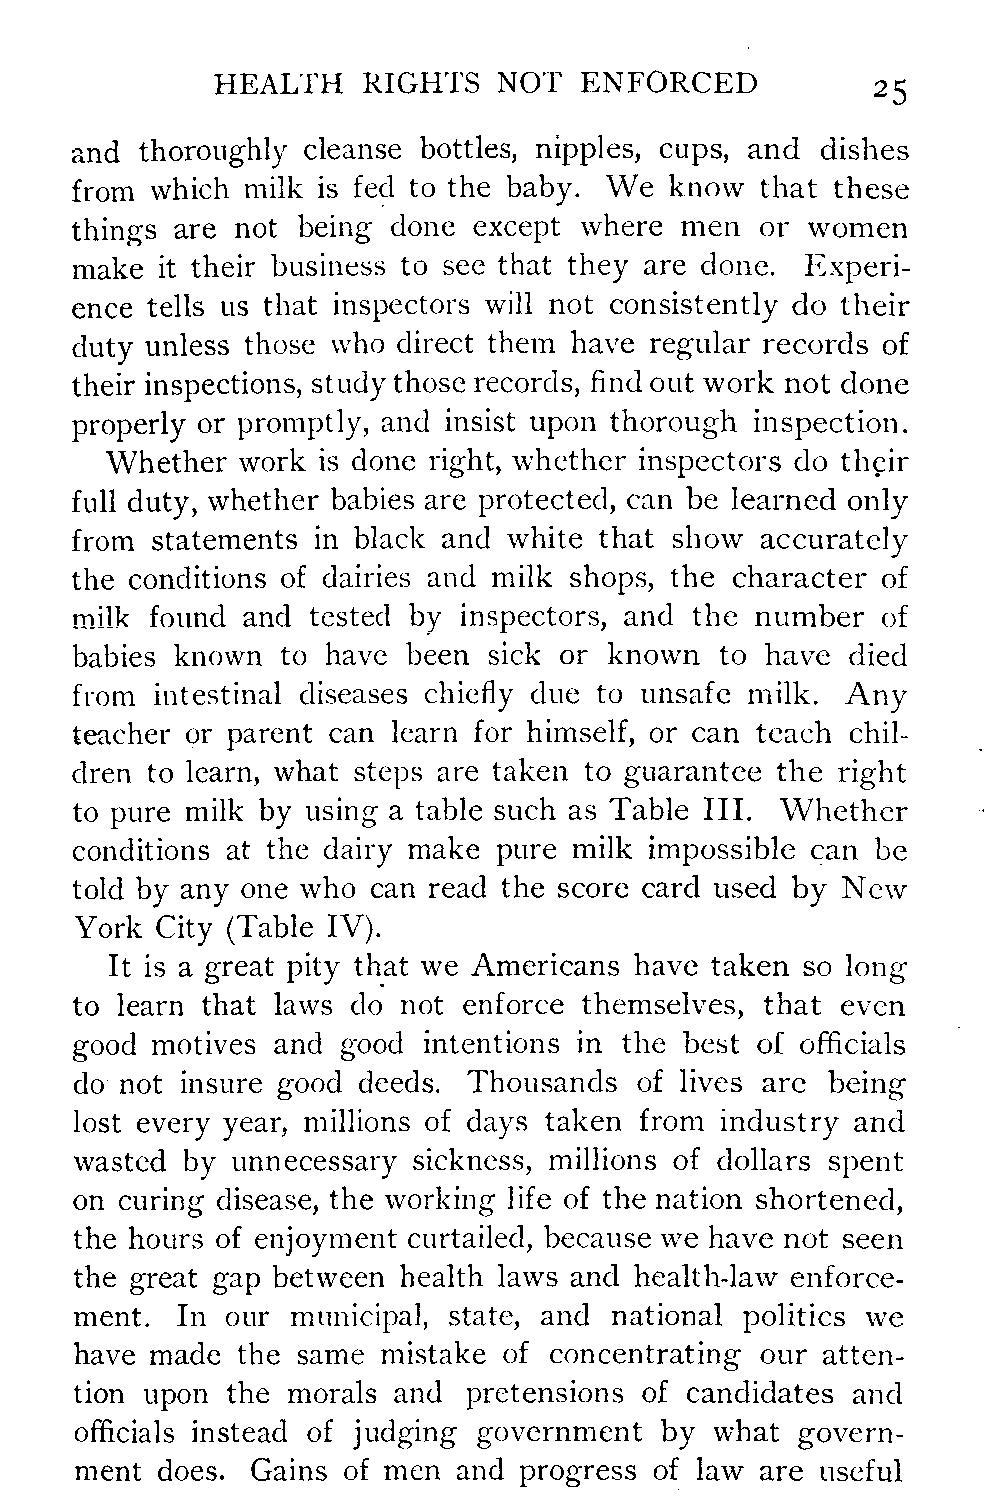 HEALTH RIGHTS NOT ENFORCED 25
and thoroughly cleanse bottles, nipples, cups, and dishes
from which milk is fed to the baby. We know that these
things are not being done except where men or women
make it their business to see that they are done. Experi-
ence tells us that inspectors will not consistently do their
duty unless those who direct them have regular records of
their inspections, study those records, find out work not done
properly or promptly, and insist upon thorough inspection.
Whether work is done right, whether inspectors do their
full duty, whether babies are protected, can be learned only
from statements in black and white that show accurately
the conditions of dairies and milk shops, the character of
milk found and tested by inspectors, and the number of
babies known to have been sick or known to have died
from intestinal diseases chiefly due to unsafe milk. Any
teacher or parent can learn for himself, or can teach chil-
dren to learn, what steps are taken to guarantee the right
to pure milk by using a table such as Table III. Whether
conditions at the dairy make pure milk impossible can be
told by any one who can read the score card used by New
York City (Table IV).
It is a great pity that we Americans have taken so long
to learn that laws do not enforce themselves, that even
good motives and good intentions in the best of officials
do not insure good deeds. Thousands of lives are being
lost every year, millions of days taken from industry and
wasted by unnecessary sickness, millions of dollars spent
on curing disease, the working life of the nation shortened,
the hours of enjoyment curtailed, because we have not seen
the great gap between health laws and health-law enforce-
ment. In our municipal, state, and national politics we
have made the same mistake of concentrating our atten-
tion upon the morals and pretensions of candidates and
officials instead of judging government by what govern-
ment does. Gains of men and progress of law are useful